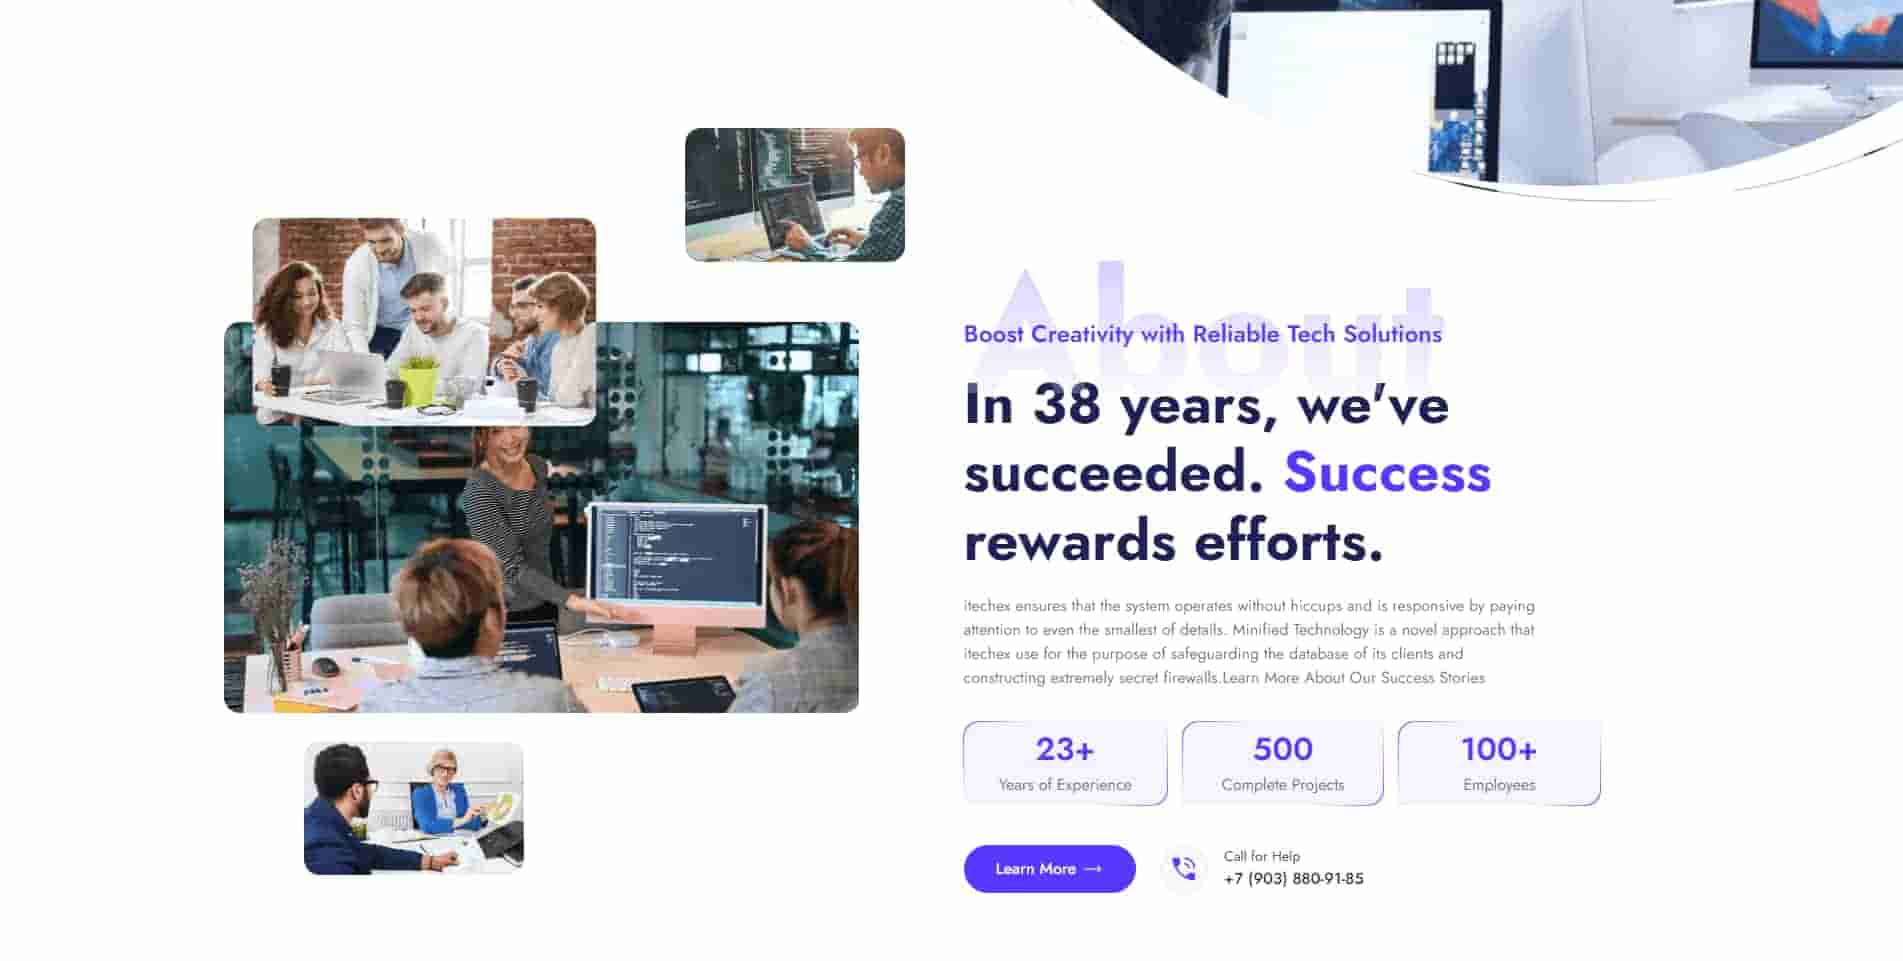 About
Boost Creativity with Reliable Tech Solutions
In 38 years, we've
succeeded. Success
rewards efforts.
itechex ensures that the system operates without hiccups and is responsive by paying
attention to even the smallest of details. Minified Technology is a novel approach that
itechex use for the purpose of safeguarding the database of its clients and
constructing extremely secret firewalls.Learn More About Our Success Stories
23+
Years of Experience
500
Complete Projects
100+
Employees
Learn More →
Call for Help
+7 (903) 880-91-85